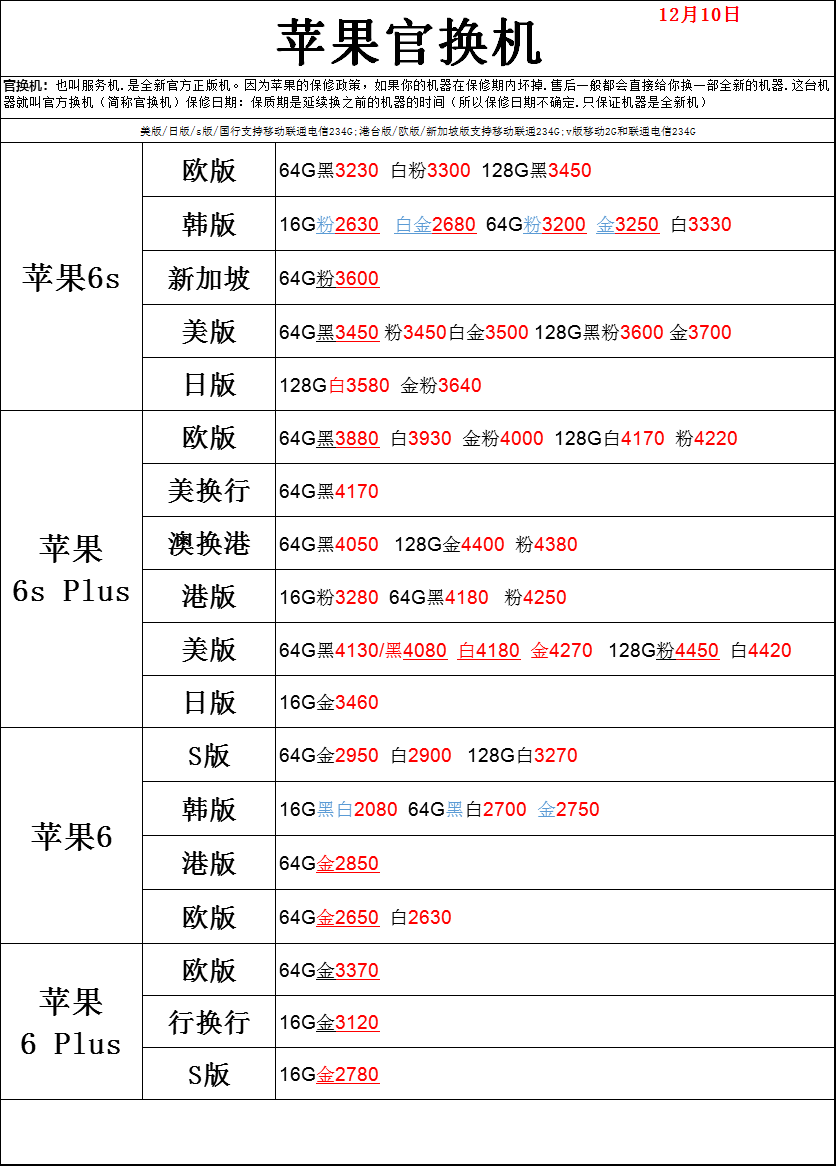 12月10日
苹果官换机
官换机：也叫服务机.是全新官方正版机。因为苹果的保修政策，如果你的机器在保修期内坏掉.售后一般都会直接给你换一部全新的机器.这台机
器就叫官方换机（简称官换机）保修日期：保质期是延续换之前的机器的时间（所以保修日期不确定.只保证机器是全新机）
美版/日版/s版/国行支持移动联通电信234G;港台版/欧版/新加坡版支持移动联通234G;v版移动2G和联通电信234G
苹果6s
欧版 64G黑3230 白粉3300 128G黑3450
韩版 16G粉2630 白金2680 64G粉3200 金3250 白3330
新加坡 64G粉3600
美版 64G黑3450 粉3450白金3500 128G黑粉3600 金3700
日版 128G白3580 金粉3640
苹果
6s Plus
欧版 64G黑3880 白3930 金粉4000 128G白4170 粉4220
美换行 64G黑4170
澳换港 64G黑4050 128G金4400 粉4380
港版 16G粉3280 64G黑4180 粉4250
美版 64G黑4130/黑4080 白4180 金4270 128G粉4450 白4420
日版 16G金3460
苹果6
S版 64G金2950 白2900 128G白3270
韩版 16G黑白2080 64G黑白2700 金2750
港版 64G金2850
欧版 64G金2650 白2630
苹果
6 Plus
欧版 64G金3370
行换行 16G金3120
S版 16G金2780